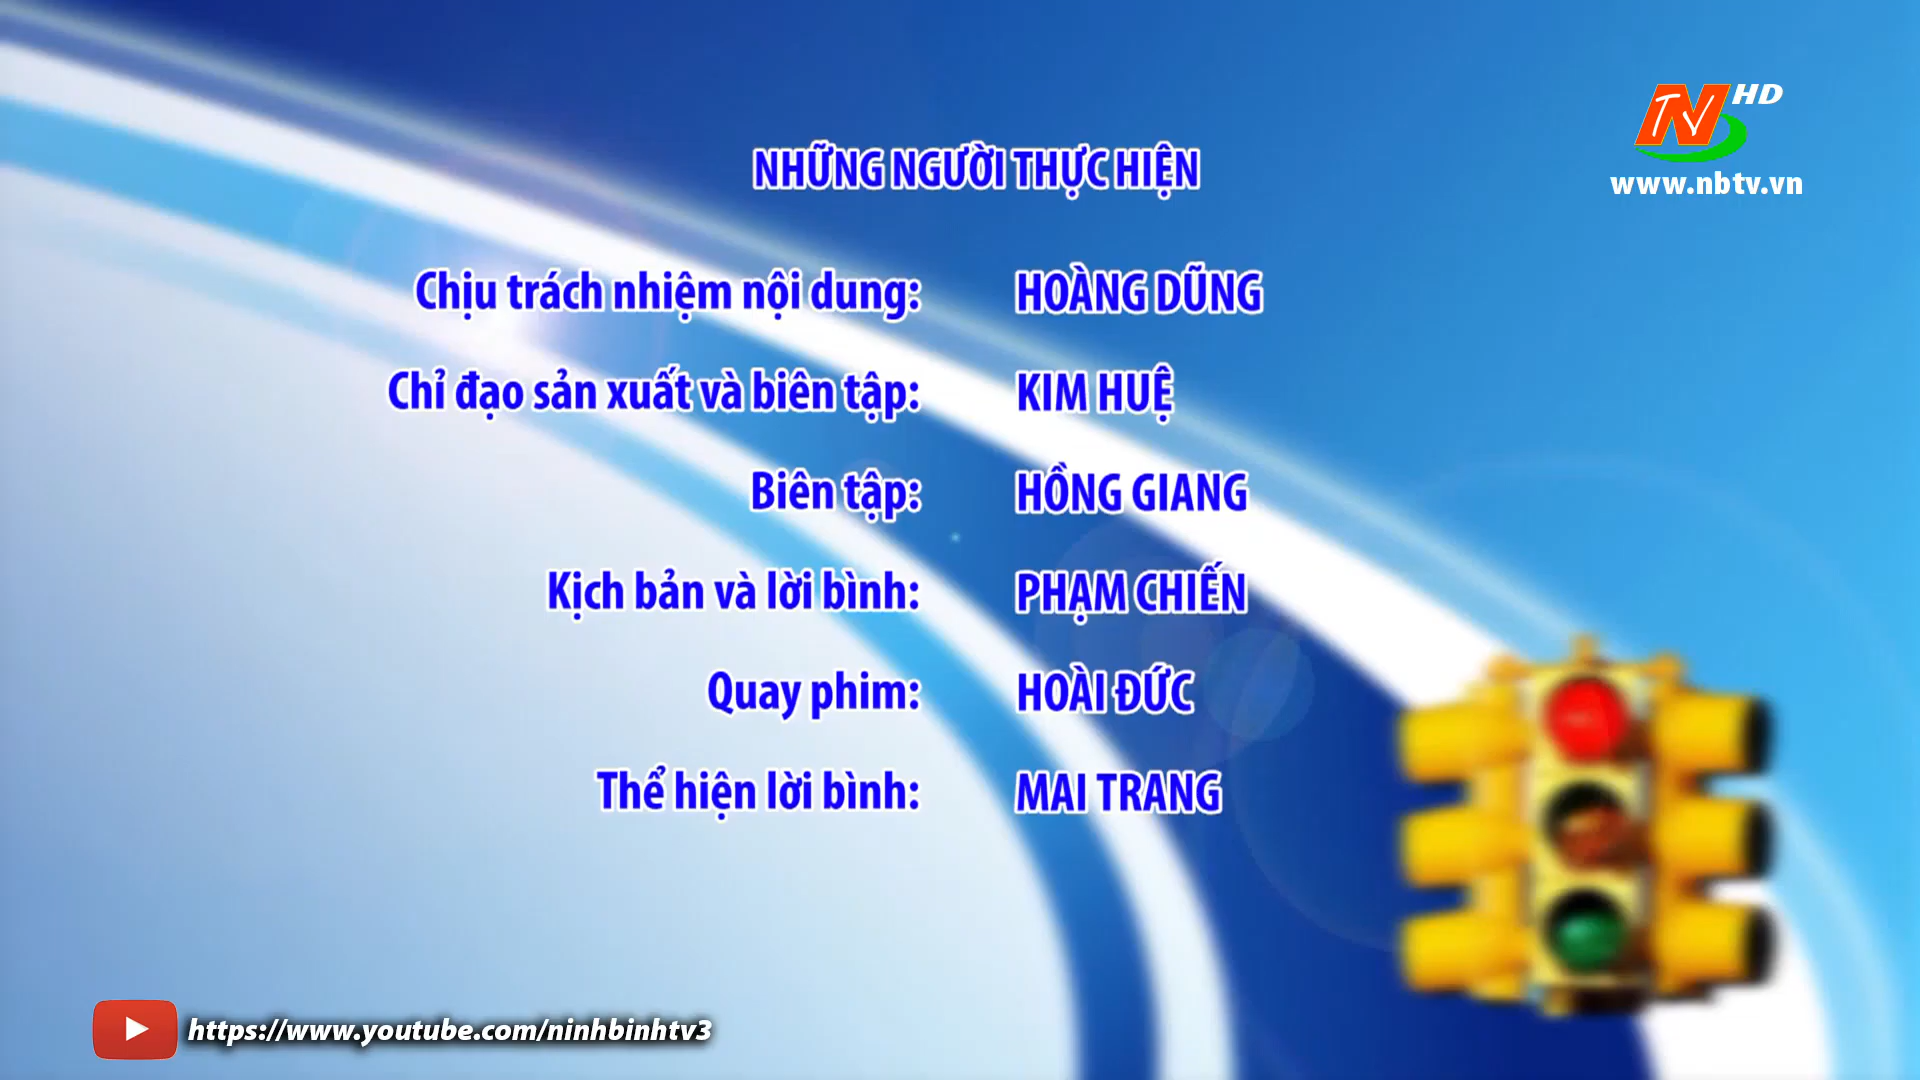 NTV HD
www.nbtv.vn
NHỮNG NGƯỜI THỰC HIỆN
Chịu trách nhiệm nội dung: HOÀNG DŨNG
Chỉ đạo sản xuất và biên tập: KIM HUỆ
Biên tập: HỒNG GIANG
Kịch bản và lời bình: PHẠM CHIẾN
Quay phim: HOÀI ĐỨC
Thể hiện lời bình: MAI TRANG
https://www.youtube.com/ninhbinhtv3